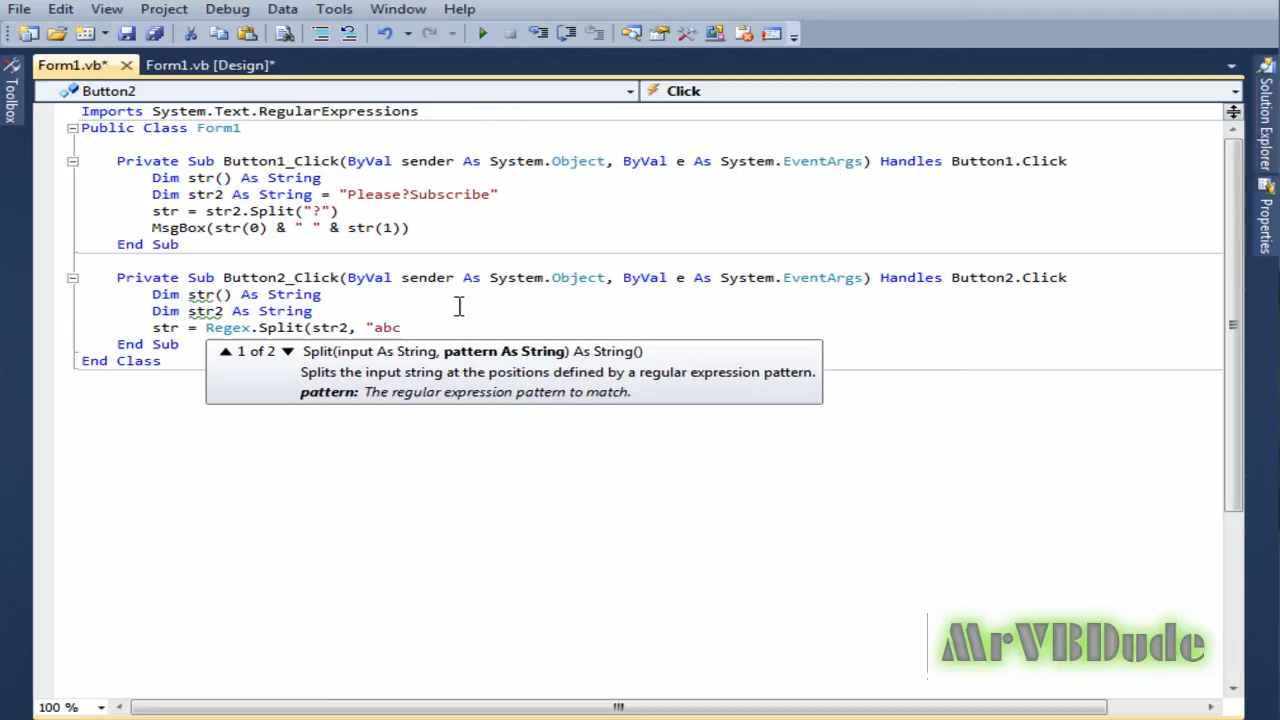 File Edit View Project Debug Data Tools Window Help
Form1.vb* Form1.vb [Design]*
Toolbox
Button2 Click
Solution Explorer
Properties
Imports System.Text.RegularExpressions
Public Class Form1
Private Sub Button1_Click(ByVal sender As System.Object, ByVal e As System.EventArgs) Handles Button1.Click
Dim str() As String
Dim str2 As String = "Please?Subscribe"
str = str2.Split("?")
MsgBox(str(0) & " " & str(1))
End Sub
Private Sub Button2_Click(ByVal sender As System.Object, ByVal e As System.EventArgs) Handles Button2.Click
Dim str() As String
Dim str2 As String
str = Regex.Split(str2, "abc
End Sub
End Class
▲ 1 of 2 ▼ Split(input As String, pattern As String) As String()
Splits the input string at the positions defined by a regular expression pattern.
pattern: The regular expression pattern to match.
MrVBDude
100 %